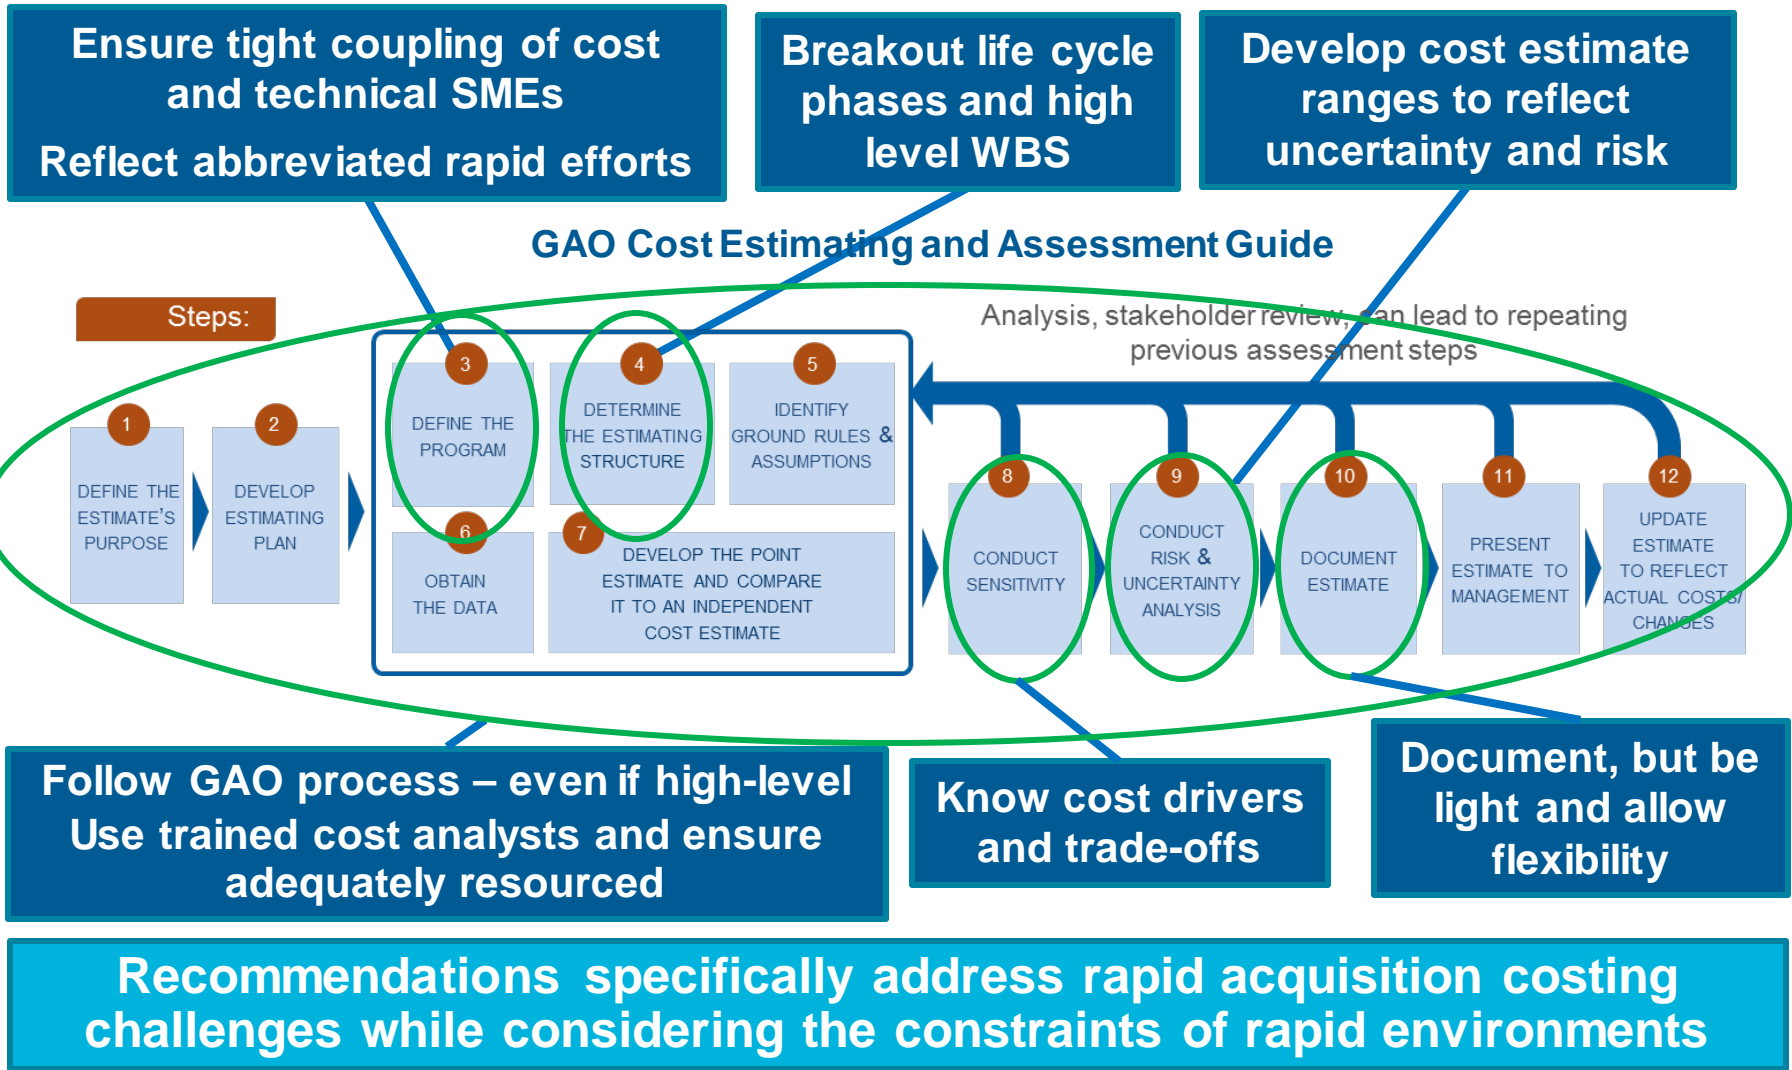 Ensure tight coupling of cost
and technical SMEs
Reflect abbreviated rapid efforts
Breakout life cycle
phases and high
level WBS
Develop cost estimate
ranges to reflect
uncertainty and risk
GAO Cost Estimating and Assessment Guide
Steps:
Analysis, stakeholder review, can lead to repeating
previous assessment steps
1
DEFINE THE
ESTIMATE'S
PURPOSE
2
DEVELOP
ESTIMATING
PLAN
3
DEFINE THE
PROGRAM
4
DETERMINE
THE ESTIMATING
STRUCTURE
5
IDENTIFY
GROUND RULES &
ASSUMPTIONS
6
OBTAIN
THE DATA
7
DEVELOP THE POINT
ESTIMATE AND COMPARE
IT TO AN INDEPENDENT
COST ESTIMATE
8
CONDUCT
SENSITIVITY
9
CONDUCT
RISK &
UNCERTAINTY
ANALYSIS
10
DOCUMENT
ESTIMATE
11
PRESENT
ESTIMATE TO
MANAGEMENT
12
UPDATE
ESTIMATE
TO REFLECT
ACTUAL COSTS/
CHANGES
Follow GAO process – even if high-level
Use trained cost analysts and ensure
adequately resourced
Know cost drivers
and trade-offs
Document, but be
light and allow
flexibility
Recommendations specifically address rapid acquisition costing
challenges while considering the constraints of rapid environments